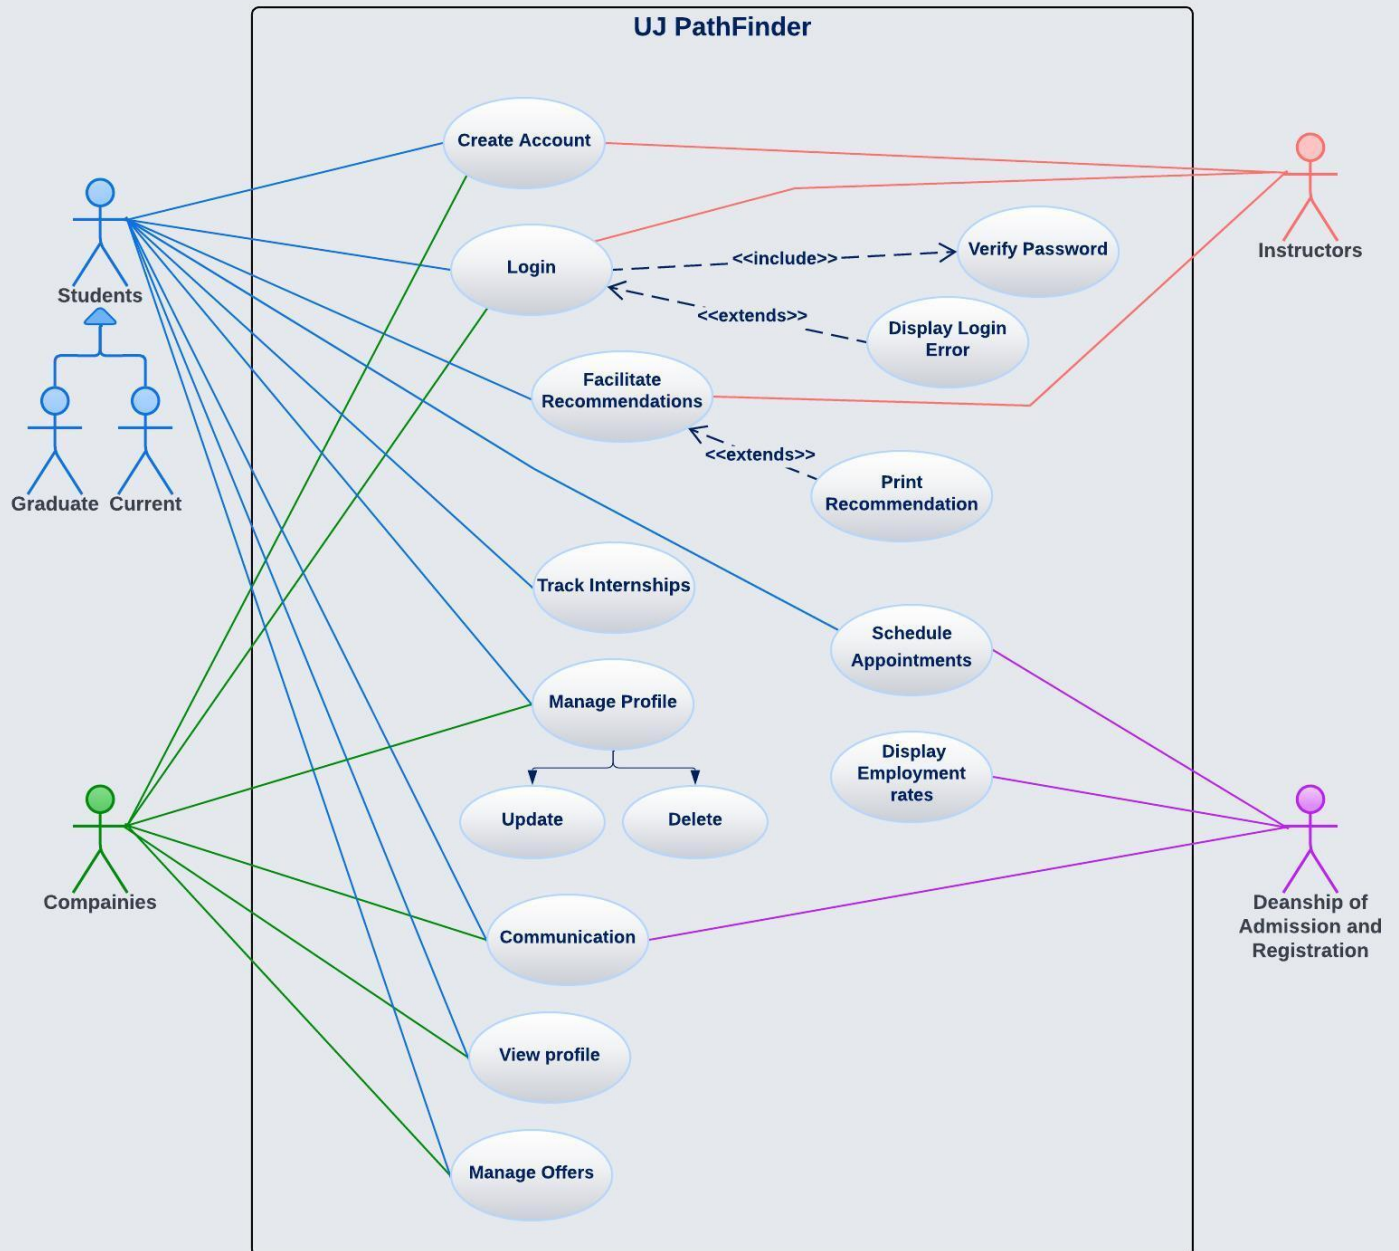 UJ PathFinder
Create Account
Students
Graduate
Current
Login
<<include>>
Verify Password
Instructors
<<extends>>
Display Login
Error
Facilitate
Recommendations
<<extends>>
Print
Recommendation
Track Internships
Schedule
Appointments
Manage Profile
Display
Employment
rates
Update
Delete
Compainies
Communication
Deanship of
Admission and
Registration
View profile
Manage Offers